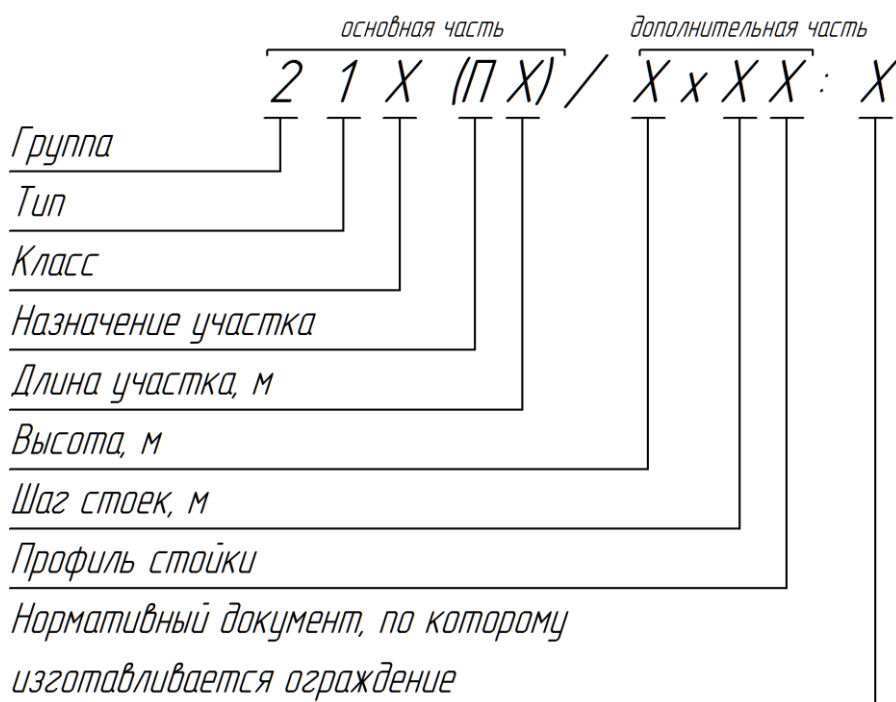 основная часть дополнительная часть
2 1 X (П X) / X x X X : X
Группа
Тип
Класс
Назначение участка
Длина участка, м
Высота, м
Шаг стоек, м
Профиль стойки
Нормативный документ, по которому
изготавливается ограждение